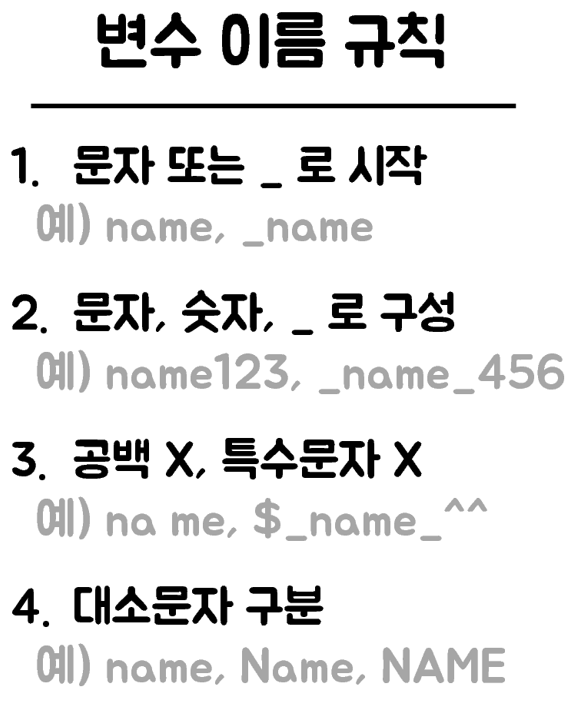 변수 이름 규칙
1. 문자 또는 _ 로 시작
예) name, _name
2. 문자, 숫자, _ 로 구성
예) name123, _name_456
3. 공백 X, 특수문자 X
예) na me, $_name_^^
4. 대소문자 구분
예) name, Name, NAME